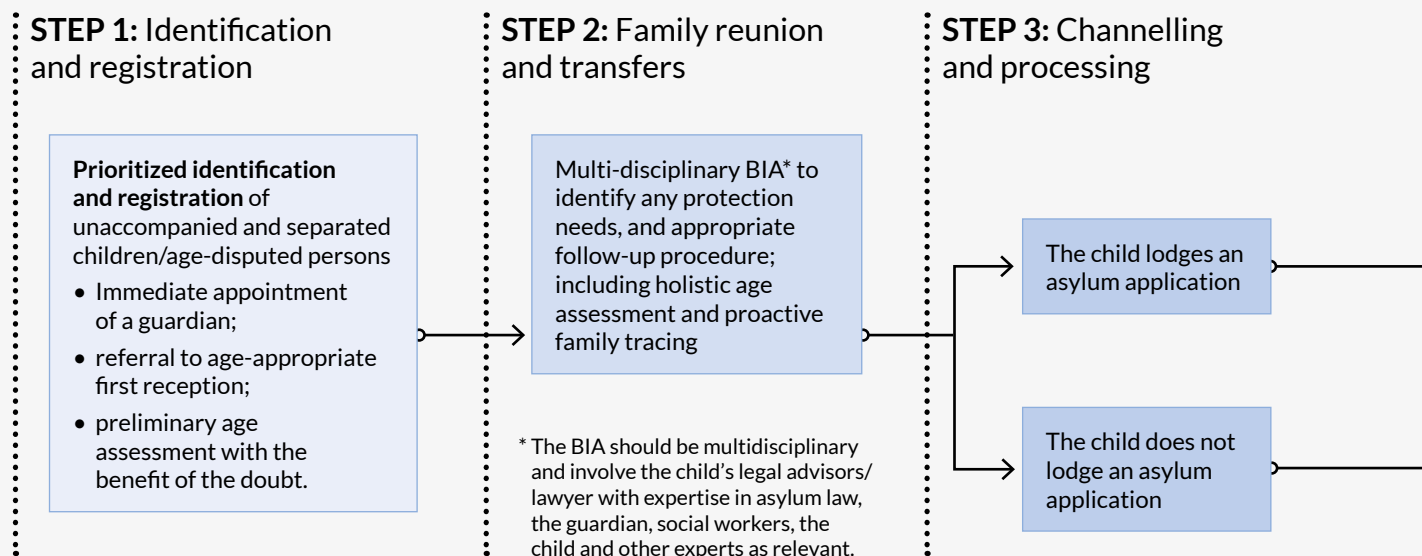 STEP 1: Identification
and registration
STEP 2: Family reunion
and transfers
STEP 3: Channelling
and processing
Prioritized identification
and registration of
unaccompanied and separated
children/age-disputed persons
• Immediate appointment
of a guardian;
• referral to age-appropriate
first reception;
• preliminary age
assessment with the
benefit of the doubt.
Multi-disciplinary BIA* to
identify any protection
needs, and appropriate
follow-up procedure;
including holistic age
assessment and proactive
family tracing
* The BIA should be multidisciplinary
and involve the child's legal advisors/
lawyer with expertise in asylum law,
the guardian, social workers, the
child and other experts as relevant.
The child lodges an
asylum application
The child does not
lodge an asylum
application